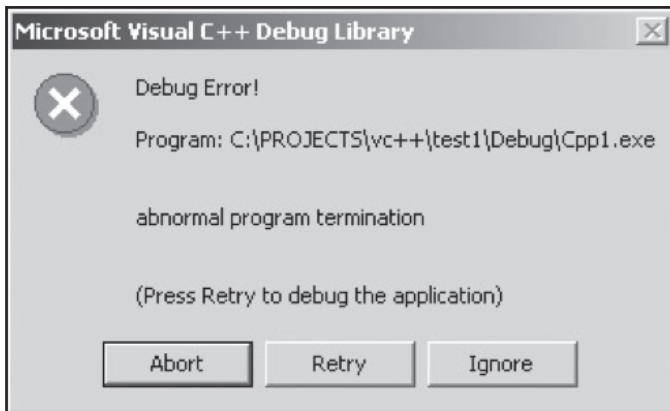 Microsoft Visual C++ Debug Library
Debug Error!
Program: C:\PROJECTS\vc++\test1\Debug\Cpp1.exe
abnormal program termination
(Press Retry to debug the application)
Abort Retry Ignore